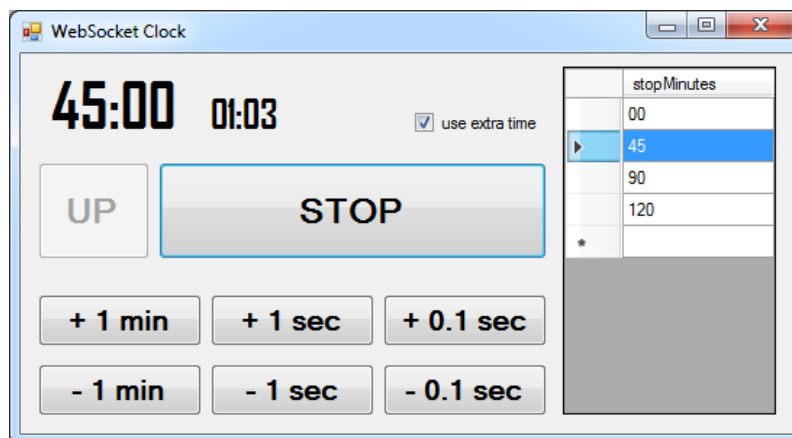 WebSocket Clock
45:00 01:03
use extra time
UP
STOP
+ 1 min
+ 1 sec
+ 0.1 sec
- 1 min
- 1 sec
- 0.1 sec
stopMinutes
00
45
90
120
*